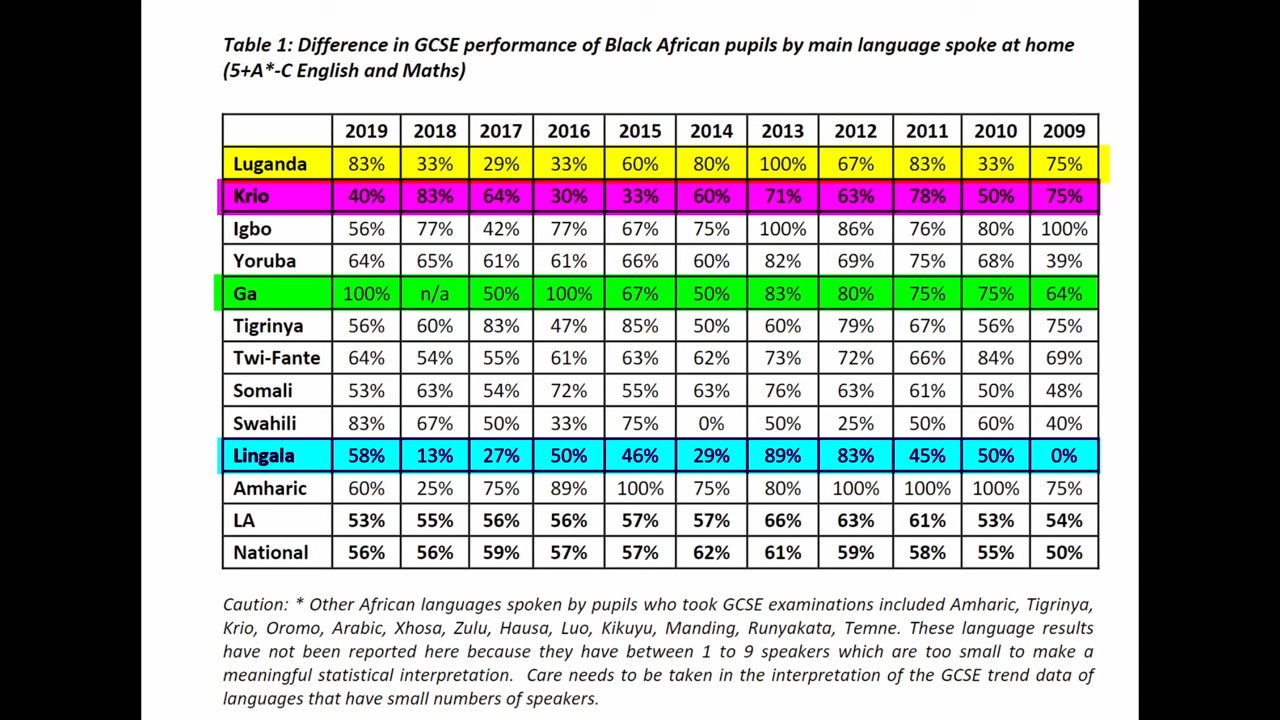 Table 1: Difference in GCSE performance of Black African pupils by main language spoke at home
(5+A*-C English and Maths)
2019 2018 2017 2016 2015 2014 2013 2012 2011 2010 2009
Luganda 83% 33% 29% 33% 60% 80% 100% 67% 83% 33% 75%
Krio 40% 83% 64% 30% 33% 60% 71% 63% 78% 50% 75%
Igbo 56% 77% 42% 77% 67% 75% 100% 86% 76% 80% 100%
Yoruba 64% 65% 61% 61% 66% 60% 82% 69% 75% 68% 39%
Ga 100% n/a 50% 100% 67% 50% 83% 80% 75% 75% 64%
Tigrinya 56% 60% 83% 47% 85% 50% 60% 79% 67% 56% 75%
Twi-Fante 64% 54% 55% 61% 63% 62% 73% 72% 66% 84% 69%
Somali 53% 63% 54% 72% 55% 63% 76% 63% 61% 50% 48%
Swahili 83% 67% 50% 33% 75% 0% 50% 25% 50% 60% 40%
Lingala 58% 13% 27% 50% 46% 29% 89% 83% 45% 50% 0%
Amharic 60% 25% 75% 89% 100% 75% 80% 100% 100% 100% 75%
LA 53% 55% 56% 56% 57% 57% 66% 63% 61% 53% 54%
National 56% 56% 59% 57% 57% 62% 61% 59% 58% 55% 50%
Caution: * Other African languages spoken by pupils who took GCSE examinations included Amharic, Tigrinya,
Krio, Oromo, Arabic, Xhosa, Zulu, Hausa, Luo, Kikuyu, Manding, Runyakata, Temne. These language results
have not been reported here because they have between 1 to 9 speakers which are too small to make a
meaningful statistical interpretation. Care needs to be taken in the interpretation of the GCSE trend data of
languages that have small numbers of speakers.